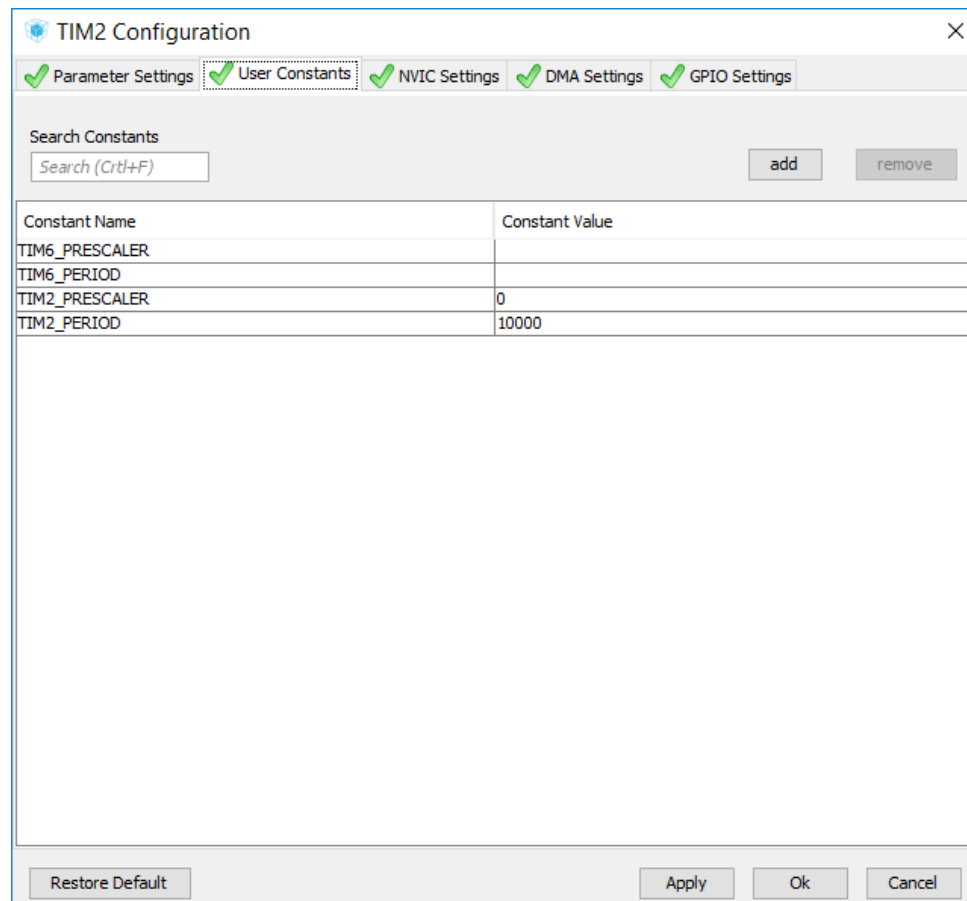 TIM2 Configuration
Parameter Settings User Constants NVIC Settings DMA Settings GPIO Settings
Search Constants
Search (Crtl+F) add remove
Constant Name Constant Value
TIM6_PRESCALER
TIM6_PERIOD
TIM2_PRESCALER 0
TIM2_PERIOD 10000
Restore Default Apply Ok Cancel